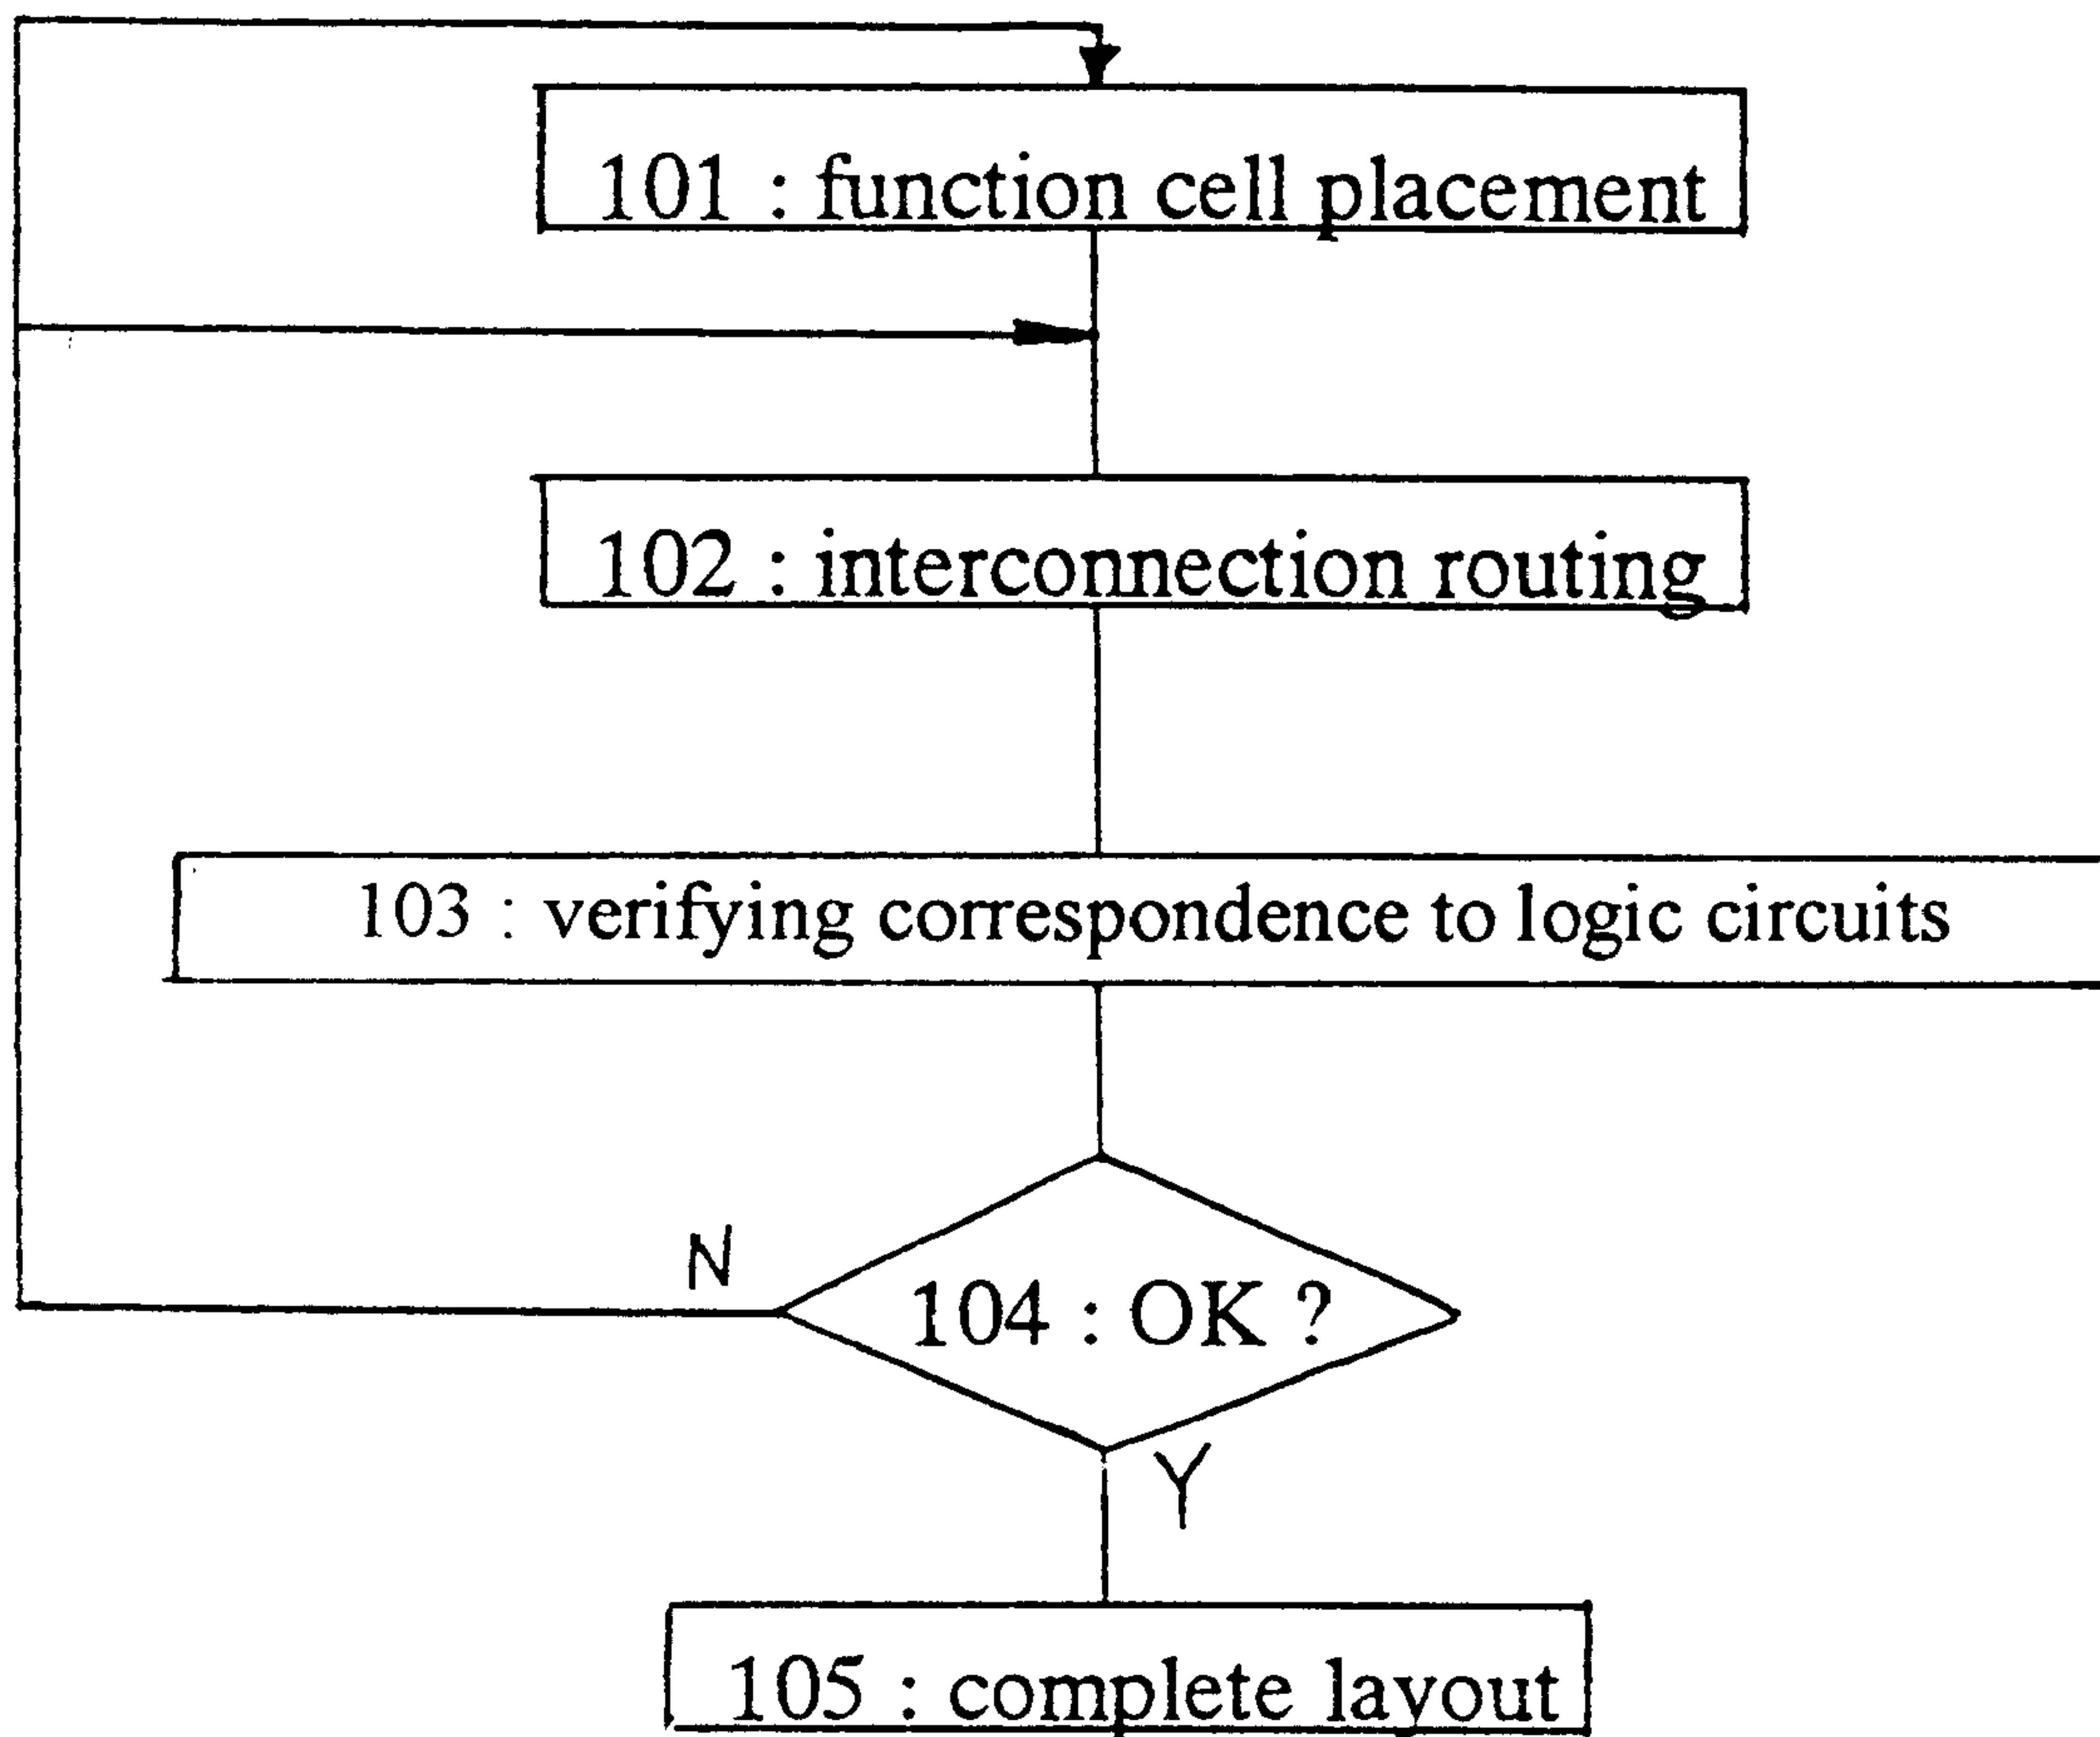 101 : function cell placement
102 : interconnection routing
103 : verifying correspondence to logic circuits
N
104 : OK ?
Y
105 : complete layout